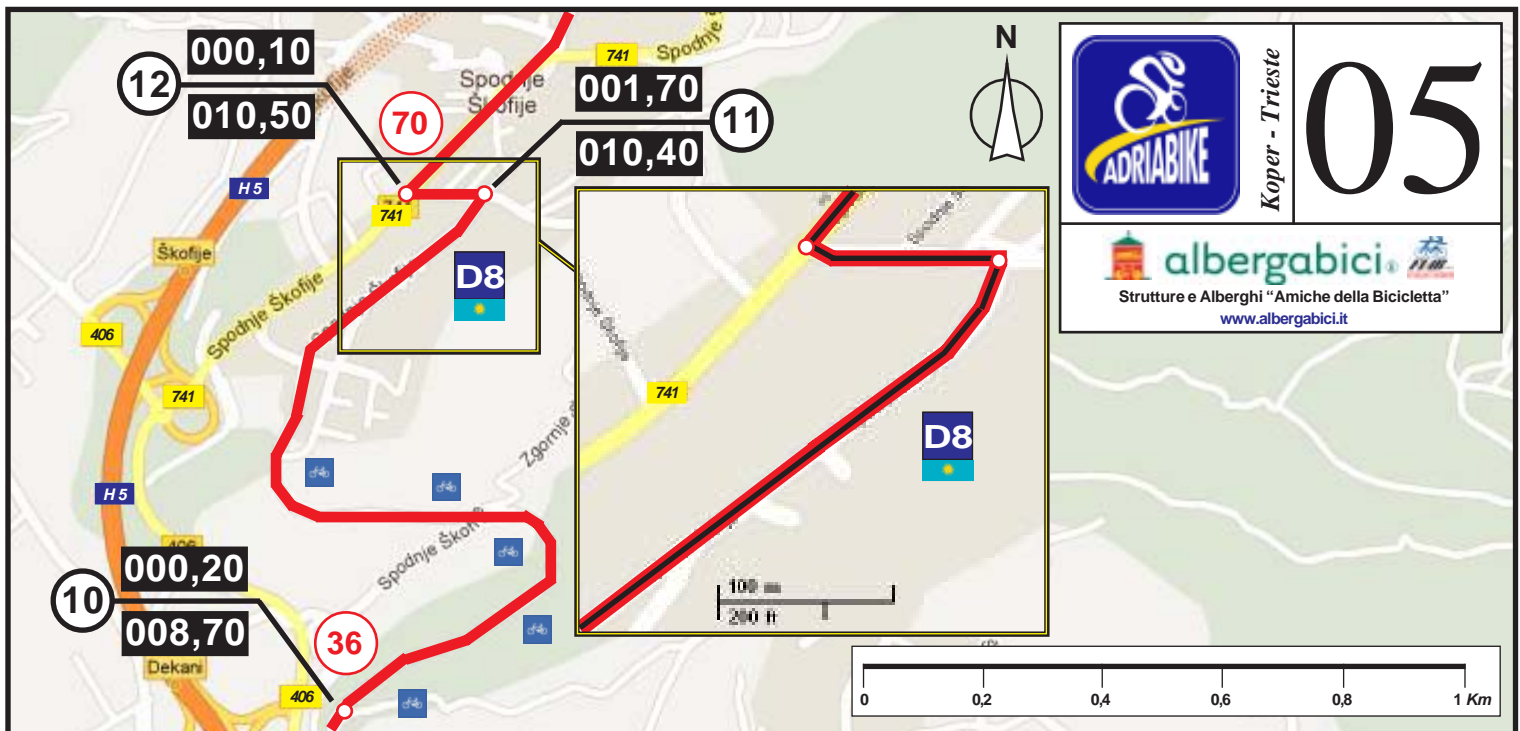 000,10
12
010,50
70
Spodnje
Škofije
741
Spodnje
001,70
11
010,40
N
ADRIABIKE
Koper - Trieste
05
albergabici
Strutture e Alberghi “Amiche della Bicicletta”
www.albergabici.it
H 5
741
Škofije
D8
Spodnje Škofije
406
741
741
D8
H 5
Zgornje
Spodnje
406
000,20
10
008,70
36
Dekani
406
100 m
200 ft
0
0,2
0,4
0,6
0,8
1 Km